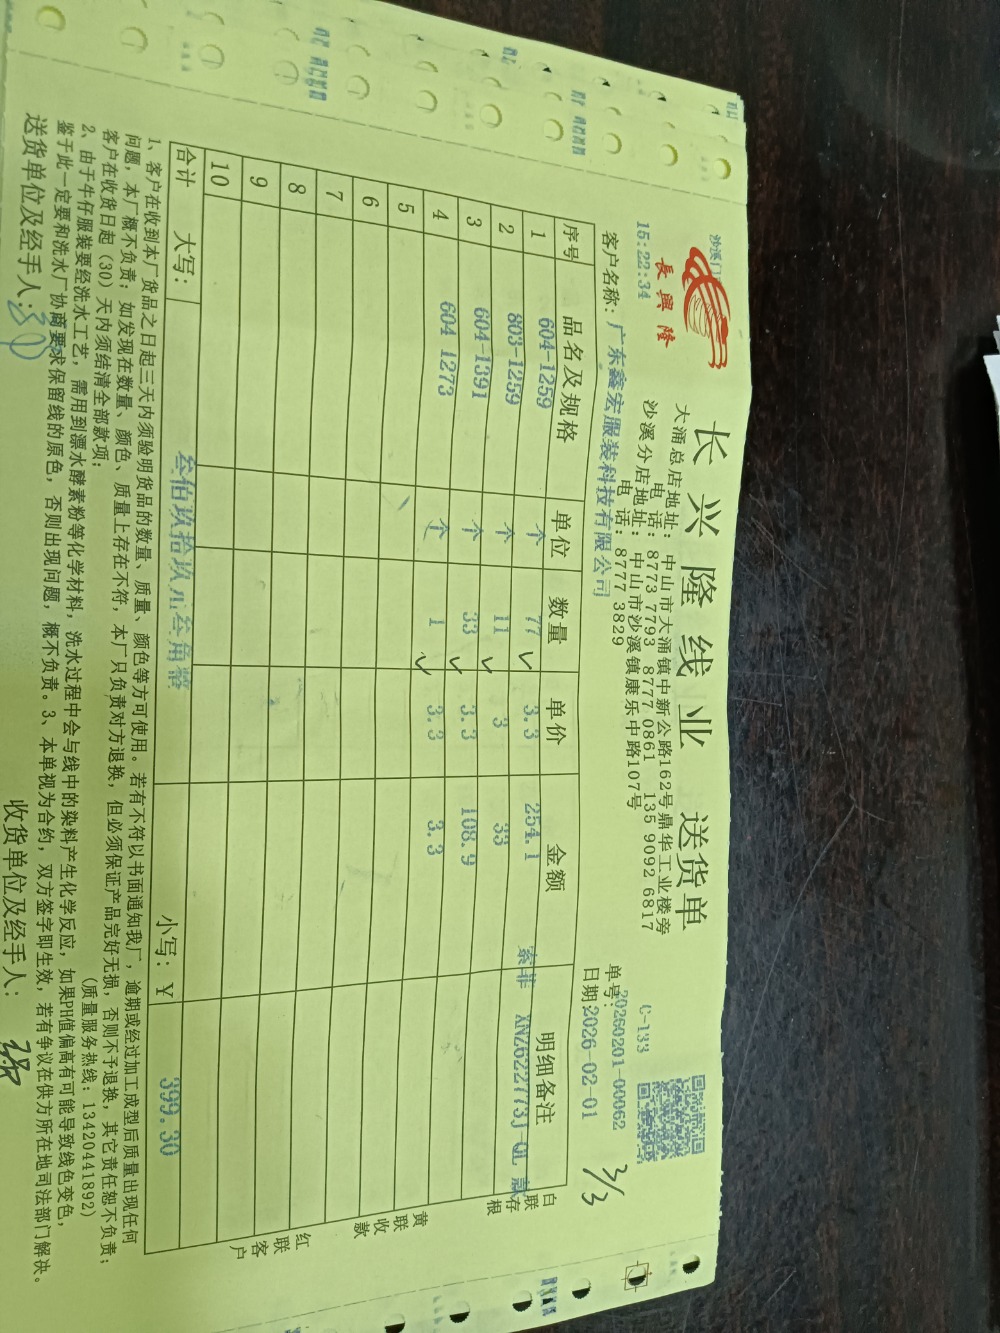 沙溪门
長興隆
15:22:34
长兴隆线业 送货单
大涌总店地址: 中山市大涌镇中新公路162号鼎华工业楼旁
电 话: 8773 7793 8777 0861 135 9092 6817
沙溪分店地址: 中山市沙溪镇康乐中路107号
电 话: 8777 3829
C-133
单号: 20260201-00062
客户名称: 广东鑫宏服装科技有限公司
日期: 2026-02-01
3/3
序号 品名及规格 单位 数量 单价 金额 明细备注
1 604-1259 个 77 ✓ 3.3 254.1 索菲 XNZ622773J QL 款
2 803-1259 个 11 ✓ 3 33
3 604-1391 个 33 ✓ 3.3 108.9
4 604 1273 个 1 ✓ 3.3 3.3
5
6
7
8
9
10
合计 大写: 叁佰玖拾玖元叁角整 小写: ¥ 399.30
白联存根
黄联收款
红联客户
1、客户在收到本厂货品之日起三天内须验明货品的数量、质量、颜色等方可使用。若有不符以书面通知我厂，逾期或经过加工成型后质量出现任何
问题，本厂概不负责；如发现在数量、颜色、质量上存在不符，本厂只负责对方退换，但必须保证产品完好无损，否则不予退换，其它责任恕不负责；
客户在收货日起（30）天内须结清全部款项；
(质量服务热线: 13420441892)
2、由于牛仔服装要经洗水工艺，需用到漂水酵素粉等化学材料，洗水过程中会与线中的染料产生化学反应，如果PH值偏高有可能导致线色变色，
鉴于此一定要和洗水厂协商要求保留线的原色，否则出现问题，概不负责。3、本单视为合约，双方签字即生效，若有争议在供方所在地司法部门解决。
送货单位及经手人:
收货单位及经手人: